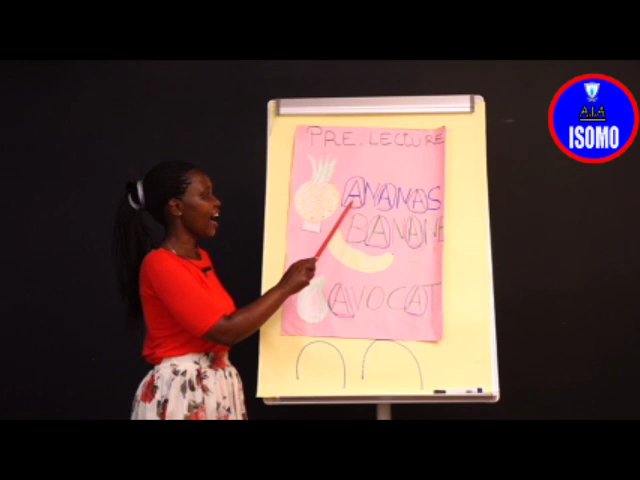 PRE.LECTURE
ANANAS
BANANE
AVOCAT
A.I.A
ISOMO